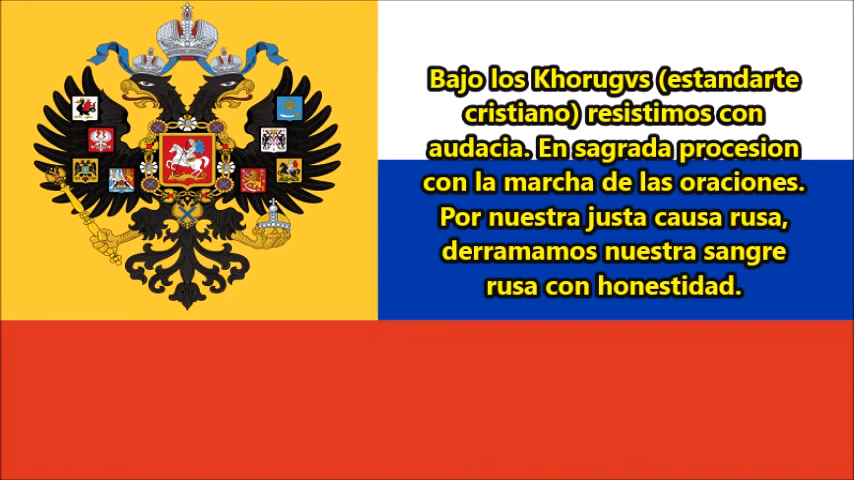 Bajo los Khorugvs (estandarte
cristiano) resistimos con
audacia. En sagrada procesion
con la marcha de las oraciones.
Por nuestra justa causa rusa,
derramamos nuestra sangre
rusa con honestidad.